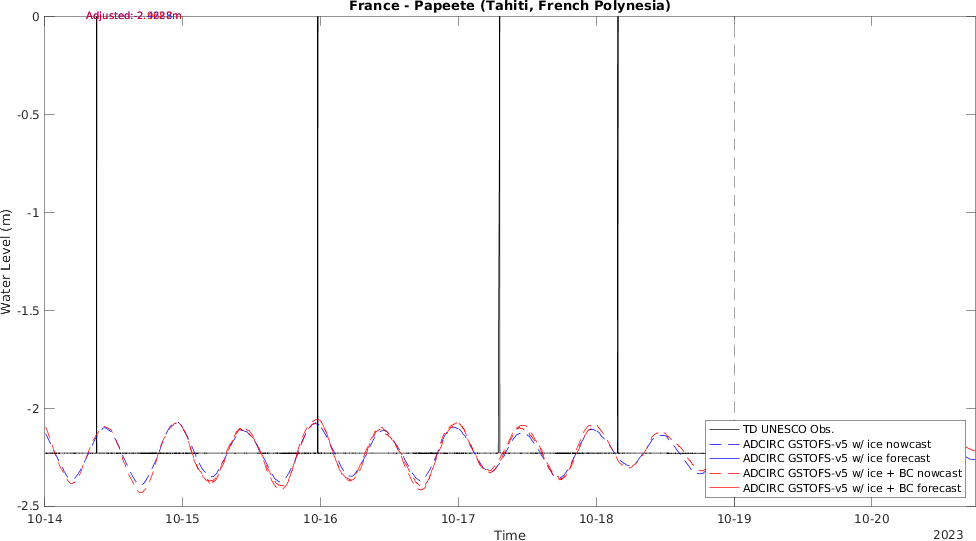 France - Papeete (Tahiti, French Polynesia)
Adjusted:
0
-0.5
-1
-1.5
-2
-2.5
Water Level (m)
TD UNESCO Obs.
ADCIRC GSTOFS-v5 w/ ice nowcast
ADCIRC GSTOFS-v5 w/ ice forecast
ADCIRC GSTOFS-v5 w/ ice + BC nowcast
ADCIRC GSTOFS-v5 w/ ice + BC forecast
10-14 10-15 10-16 10-17 10-18 10-19 10-20
Time
2023